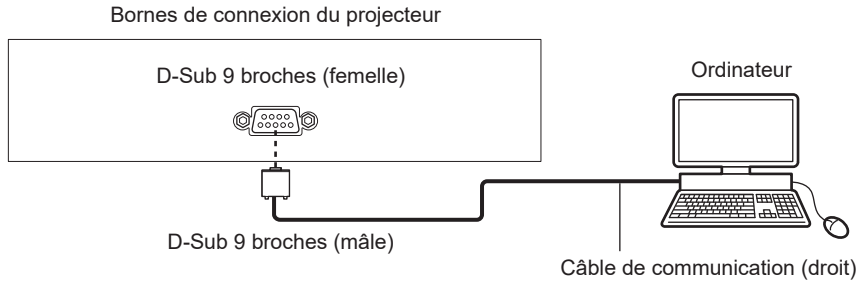 Bornes de connexion du projecteur
D-Sub 9 broches (femelle)
Ordinateur
D-Sub 9 broches (mâle)
Câble de communication (droit)